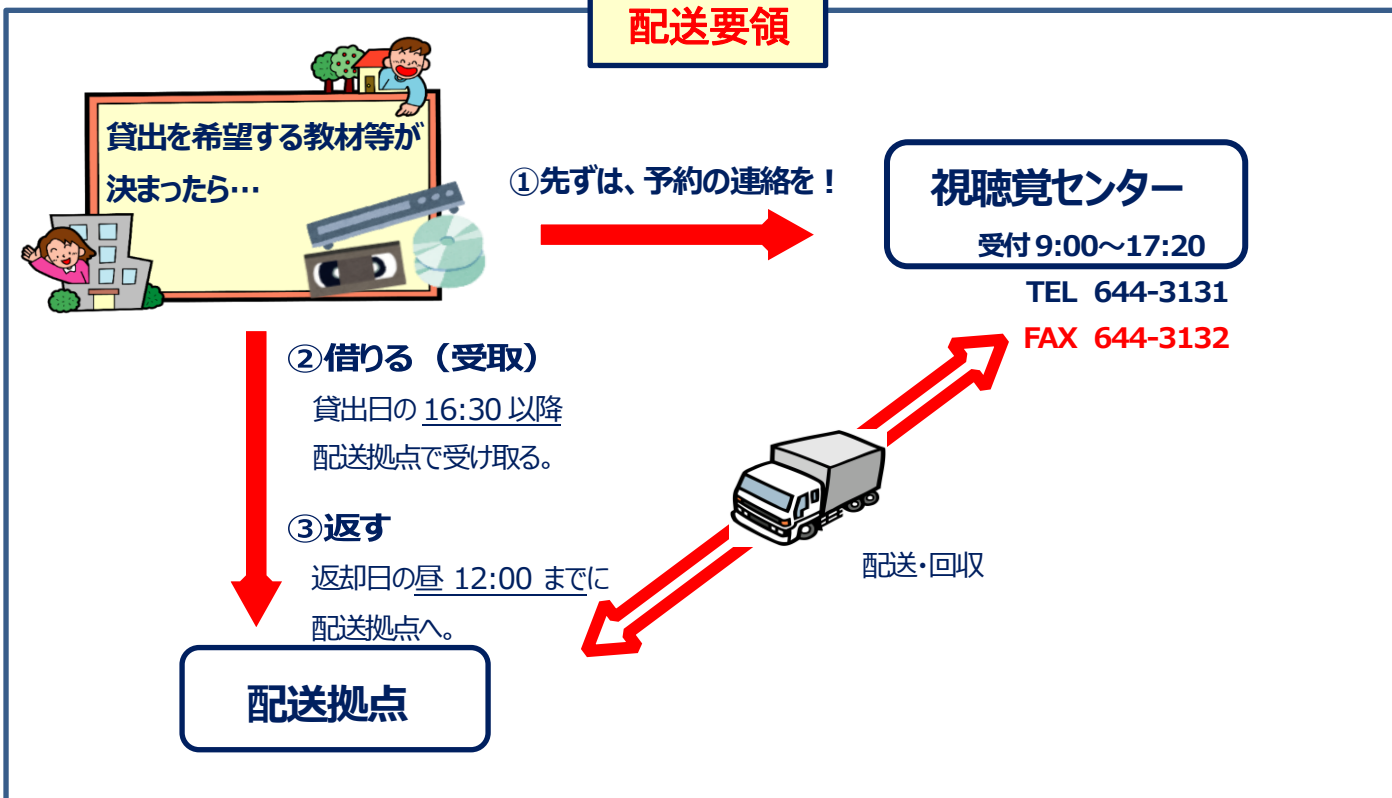 配送要領
貸出を希望する教材等が
決まったら…
①先ずは、予約の連絡を！
視聴覚センター
受付 9:00～17:20
TEL 644-3131
FAX 644-3132
②借りる（受取）
貸出日の 16:30 以降
配送拠点で受け取る。
③返す
返却日の昼 12:00 までに
配送拠点へ。
配送・回収
配送拠点